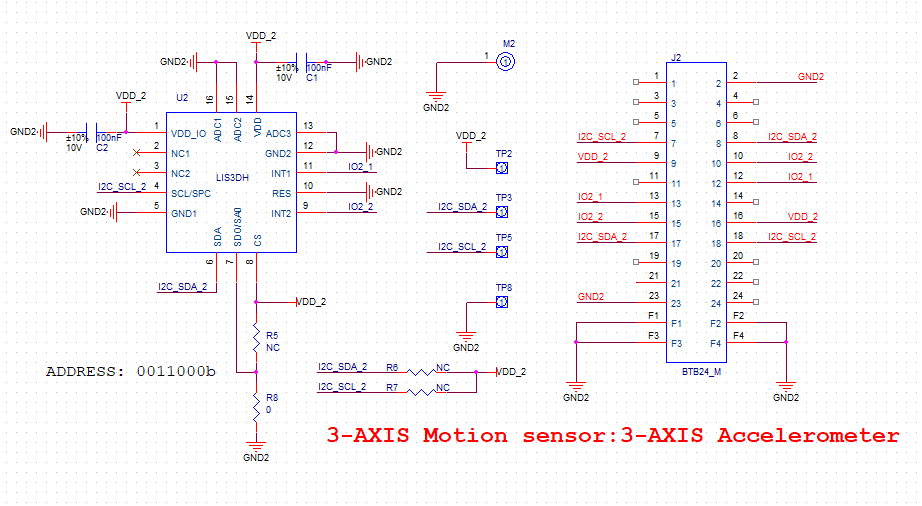 VDD_2
GND2
±10%
10V
100nF
C1
GND2
U2
16
15
14
VDD_2
GND2
±10%
10V
100nF
C2
1
2
3
4
5
VDD_IO
NC1
NC2
SCL/SPC
GND1
ADC1
ADC2
VDD
LIS3DH
ADC3
GND2
INT1
RES
INT2
13
12
11
10
9
GND2
IO2_1
GND2
IO2_2
I2C_SCL_2
GND2
SDA
SDO/SA0
CS
6
7
8
I2C_SDA_2
VDD_2
R5
NC
R8
0
GND2
ADDRESS: 0011000b
M2
1
1
GND2
VDD_2
TP2
1
I2C_SDA_2
TP3
1
I2C_SCL_2
TP5
1
TP8
1
GND2
I2C_SDA_2
R6
NC
I2C_SCL_2
R7
NC
VDD_2
J2
1 1 2 2 GND2
3 3 4 4
5 5 6 6
I2C_SCL_2 7 7 8 8 I2C_SDA_2
VDD_2 9 9 10 10 IO2_2
11 11 12 12 IO2_1
IO2_1 13 13 14 14
IO2_2 15 15 16 16 VDD_2
I2C_SDA_2 17 17 18 18 I2C_SCL_2
19 19 20 20
21 21 22 22
GND2 23 23 24 24
F1 F1 F2 F2
F3 F3 F4 F4
BTB24_M
GND2
GND2
3-AXIS Motion sensor:3-AXIS Accelerometer